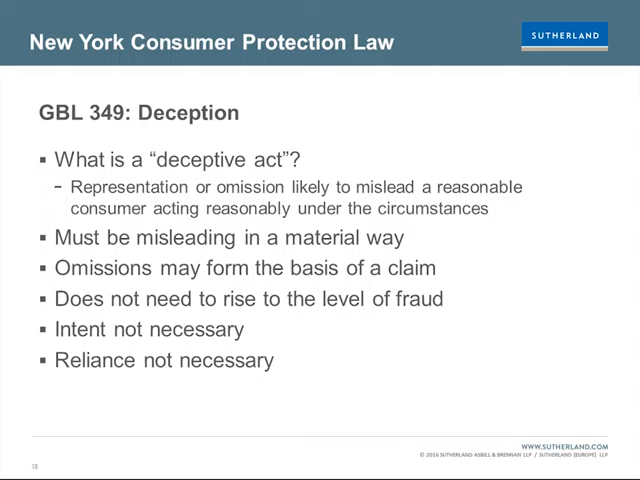 New York Consumer Protection Law
SUTHERLAND
GBL 349: Deception
▪ What is a “deceptive act”?
– Representation or omission likely to mislead a reasonable
consumer acting reasonably under the circumstances
▪ Must be misleading in a material way
▪ Omissions may form the basis of a claim
▪ Does not need to rise to the level of fraud
▪ Intent not necessary
▪ Reliance not necessary
WWW.SUTHERLAND.COM
© 2016 SUTHERLAND ASBILL & BRENNAN LLP / SUTHERLAND (EUROPE) LLP